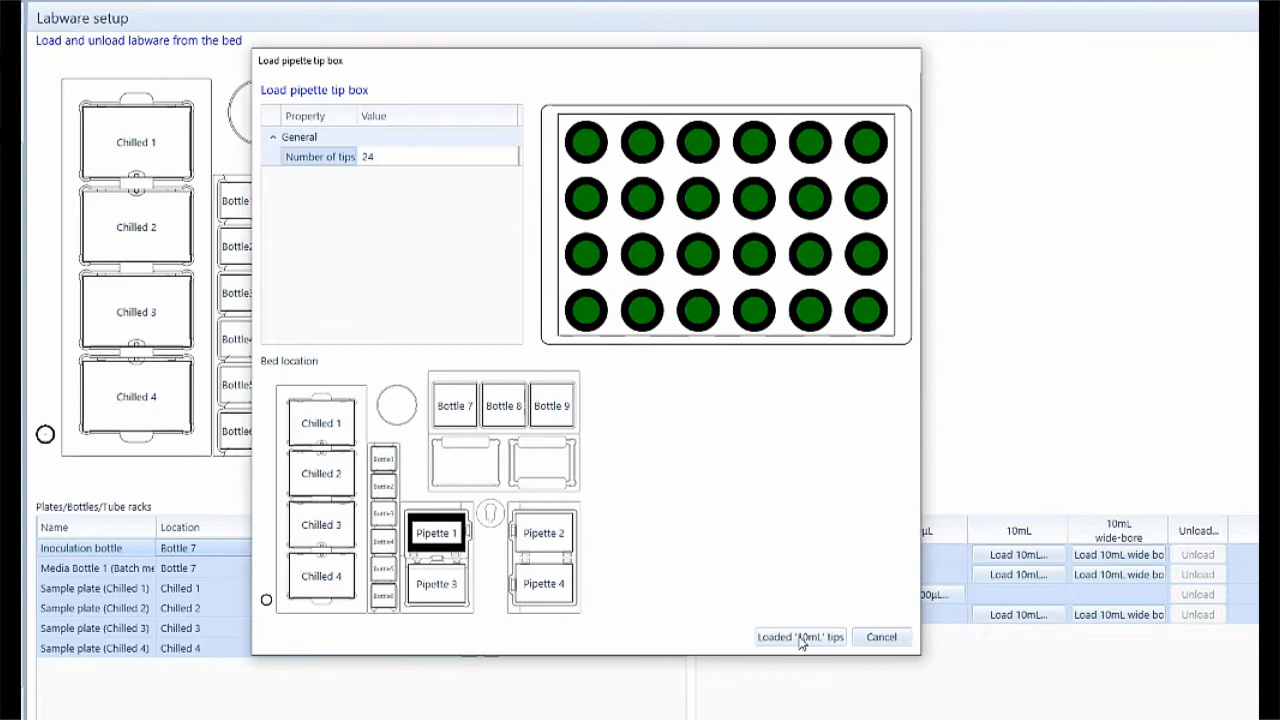 Labware setup
Load and unload labware from the bed
Chilled 1
Chilled 2
Chilled 3
Chilled 4
Bottle
Bottle2
Bottle
Bottle
Bottle
Bottle
Plates/Bottles/Tube racks
Name Location
Inoculation bottle Bottle 7
Media Bottle 1 (Batch me Bottle 7
Sample plate (Chilled 1) Chilled 1
Sample plate (Chilled 2) Chilled 2
Sample plate (Chilled 3) Chilled 3
Sample plate (Chilled 4) Chilled 4
Load pipette tip box
Load pipette tip box
Property Value
General
Number of tips 24
Bed location
Chilled 1
Chilled 2
Chilled 3
Chilled 4
Bottle1
Bottle2
Bottle3
Bottle4
Bottle5
Bottle6
Bottle 7 Bottle 8 Bottle 9
Pipette 1 Pipette 2
Pipette 3 Pipette 4
Loaded '10mL' tips Cancel
µL 10mL 10mL wide-bore Unload...
Load 10mL... Load 10mL wide bo Unload
Load 10mL... Load 10mL wide bo Unload
00µL... Unload
Load 10mL... Load 10mL wide bo Unload